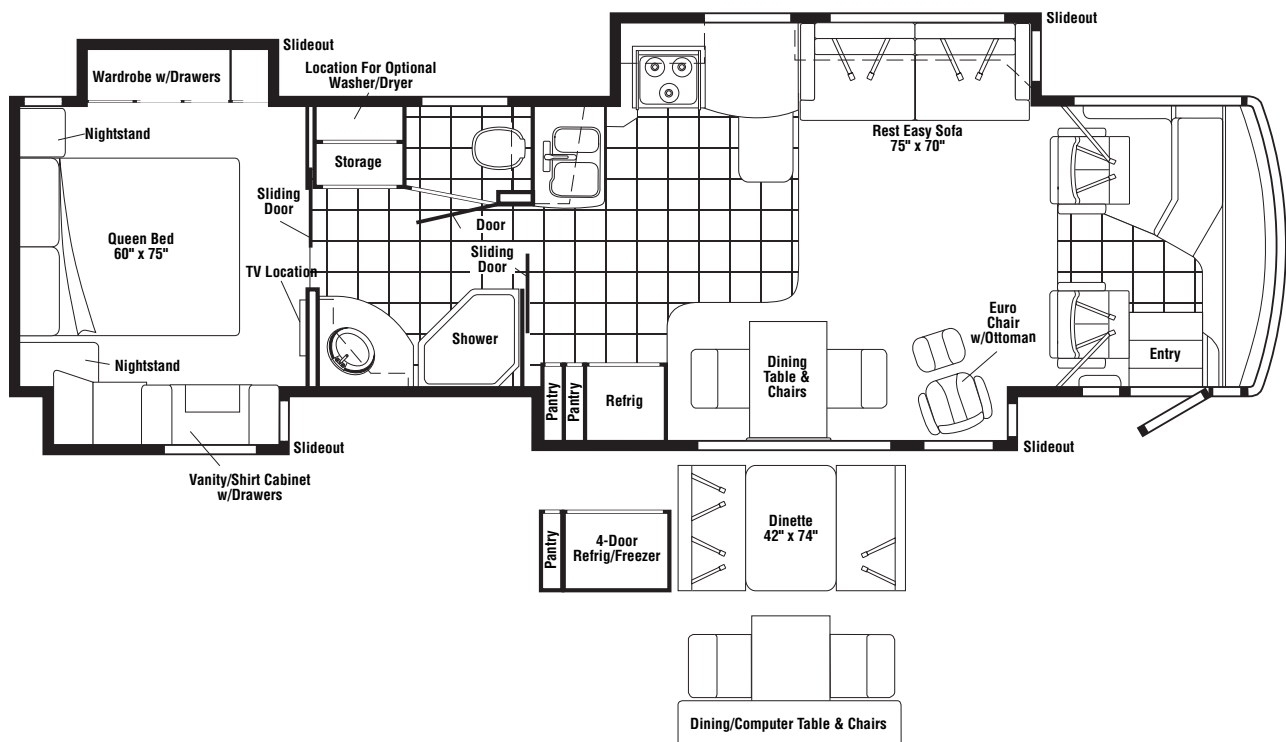 Slideout
Slideout
Wardrobe w/Drawers
Location For Optional
Washer/Dryer
Nightstand
Storage
Rest Easy Sofa
75" x 70"
Sliding
Door
Door
Queen Bed
60" x 75"
Sliding
Door
TV Location
Shower
Euro
Chair
w/Ottoman
Entry
Nightstand
Dining
Table &
Chairs
Pantry
Pantry
Refrig
Slideout
Slideout
Vanity/Shirt Cabinet
w/Drawers
Pantry
4-Door
Refrig/Freezer
Dinette
42" x 74"
Dining/Computer Table & Chairs